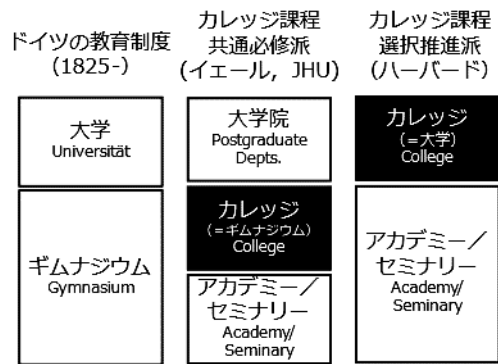 ドイツの教育制度
(1825-)
大学
Universität
ギムナジウム
Gymnasium
カレッジ課程
共通必修派
(イェール, JHU)
大学院
Postgraduate
Depts.
カレッジ
(=ギムナジウム)
College
アカデミー/
セミナリー
Academy/
Seminary
カレッジ課程
選択推進派
(ハーバード)
カレッジ
(=大学)
College
アカデミー/
セミナリー
Academy/
Seminary